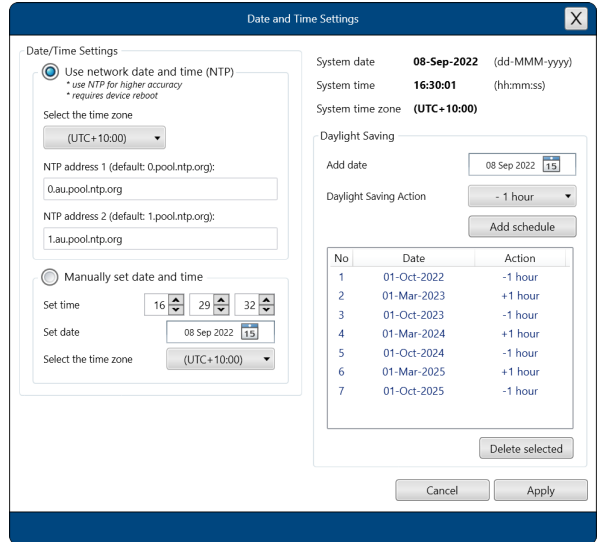 Date and Time Settings
X
Date/Time Settings
Use network date and time (NTP)
* use NTP for higher accuracy
* requires device reboot
Select the time zone
(UTC+10:00)
NTP address 1 (default: 0.pool.ntp.org):
0.au.pool.ntp.org
NTP address 2 (default: 1.pool.ntp.org):
1.au.pool.ntp.org
Manually set date and time
Set time 16 29 32
Set date 08 Sep 2022 15
Select the time zone (UTC+10:00)
System date 08-Sep-2022 (dd-MMM-yyyy)
System time 16:30:01 (hh:mm:ss)
System time zone (UTC+10:00)
Daylight Saving
Add date 08 Sep 2022 15
Daylight Saving Action - 1 hour
Add schedule
No Date Action
1 01-Oct-2022 -1 hour
2 01-Mar-2023 +1 hour
3 01-Oct-2023 -1 hour
4 01-Mar-2024 +1 hour
5 01-Oct-2024 -1 hour
6 01-Mar-2025 +1 hour
7 01-Oct-2025 -1 hour
Delete selected
Cancel Apply